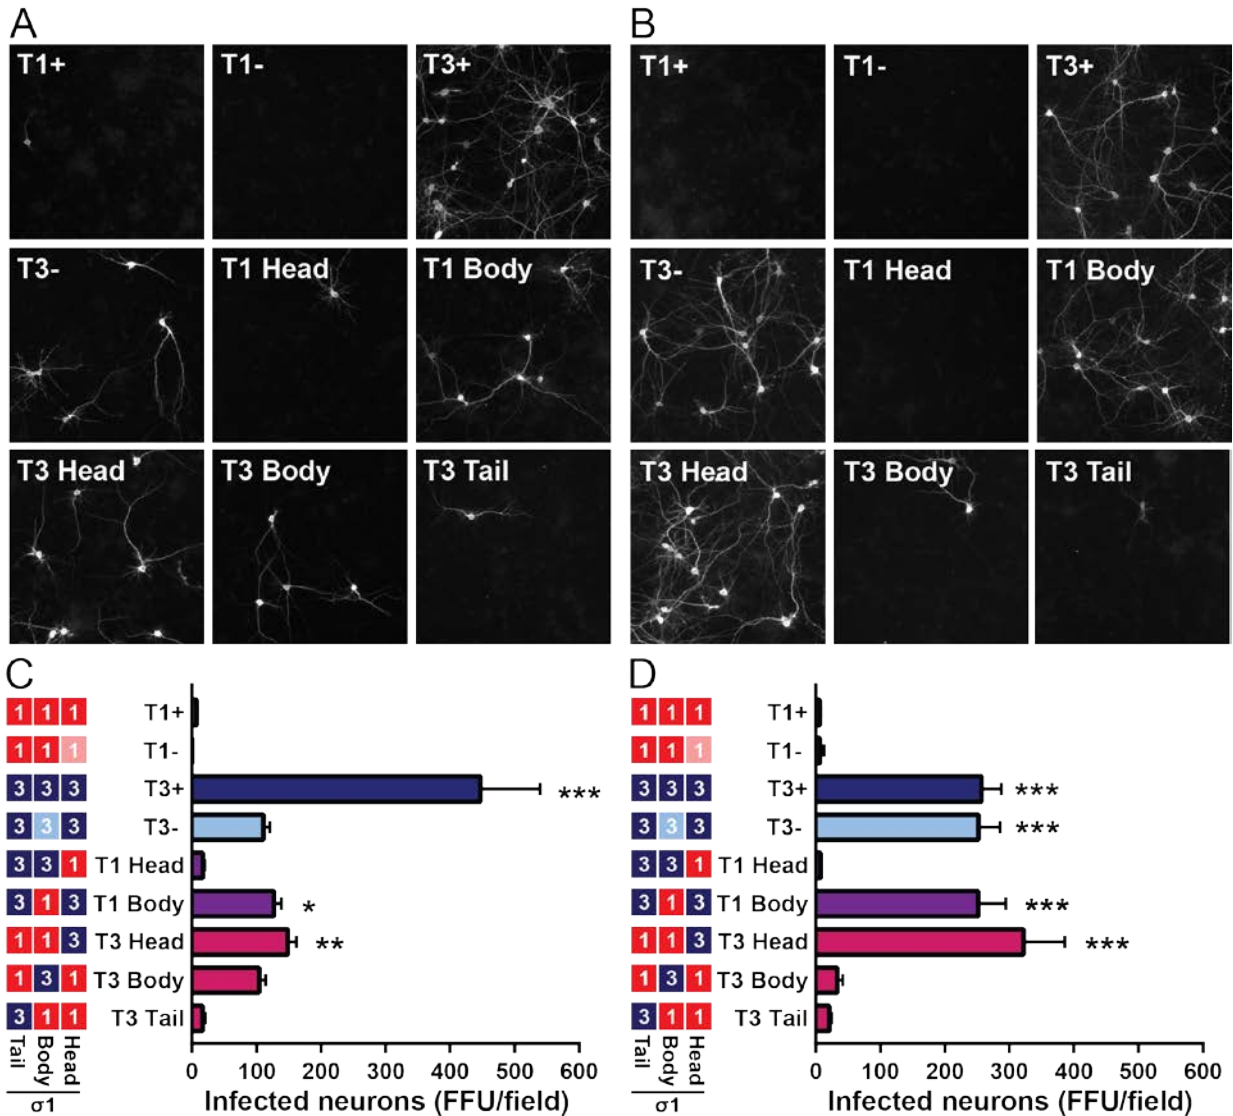 A
B
T1+
T1-
T3+
T1+
T1-
T3+
T3-
T1 Head
T1 Body
T3-
T1 Head
T1 Body
T3 Head
T3 Body
T3 Tail
T3 Head
T3 Body
T3 Tail
C
1 1 1 T1+
1 1 1 T1-
3 3 3 T3+ ***
3 3 3 T3-
3 3 1 T1 Head
3 1 3 T1 Body *
1 1 3 T3 Head **
1 3 1 T3 Body
3 1 1 T3 Tail
Tail
Body
Head
σ1
0 100 200 300 400 500 600
Infected neurons (FFU/field)
D
1 1 1 T1+
1 1 1 T1-
3 3 3 T3+ ***
3 3 3 T3- ***
3 3 1 T1 Head
3 1 3 T1 Body ***
1 1 3 T3 Head ***
1 3 1 T3 Body
3 1 1 T3 Tail
Tail
Body
Head
σ1
0 100 200 300 400 500 600
Infected neurons (FFU/field)